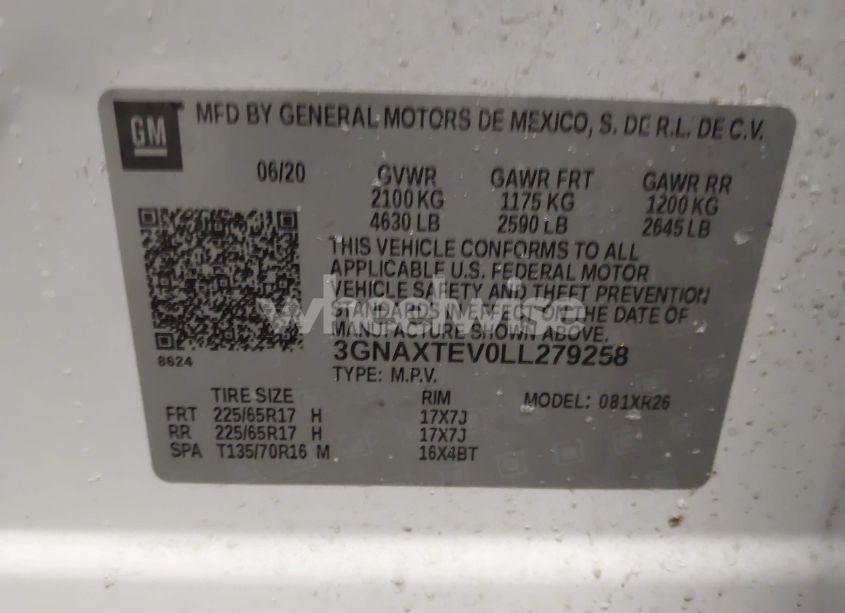 GM MFD BY GENERAL MOTORS DE MEXICO, S. DE R.L. DE C.V.
06/20 GVWR GAWR FRT GAWR RR
2100 KG 1175 KG 1200 KG
4630 LB 2590 LB 2645 LB
THIS VEHICLE CONFORMS TO ALL
APPLICABLE U.S. FEDERAL MOTOR
VEHICLE SAFETY AND THEFT PREVENTION
STANDARDS IN EFFECT ON THE DATE OF
MANUFACTURE SHOWN ABOVE.
wheelwise
3GNAXTEV0LL279258
8624
TYPE: M.P.V.
TIRE SIZE RIM MODEL: 081XR26
FRT 225/65R17 H 17X7J
RR 225/65R17 H 17X7J
SPA T135/70R16 M 16X4BT